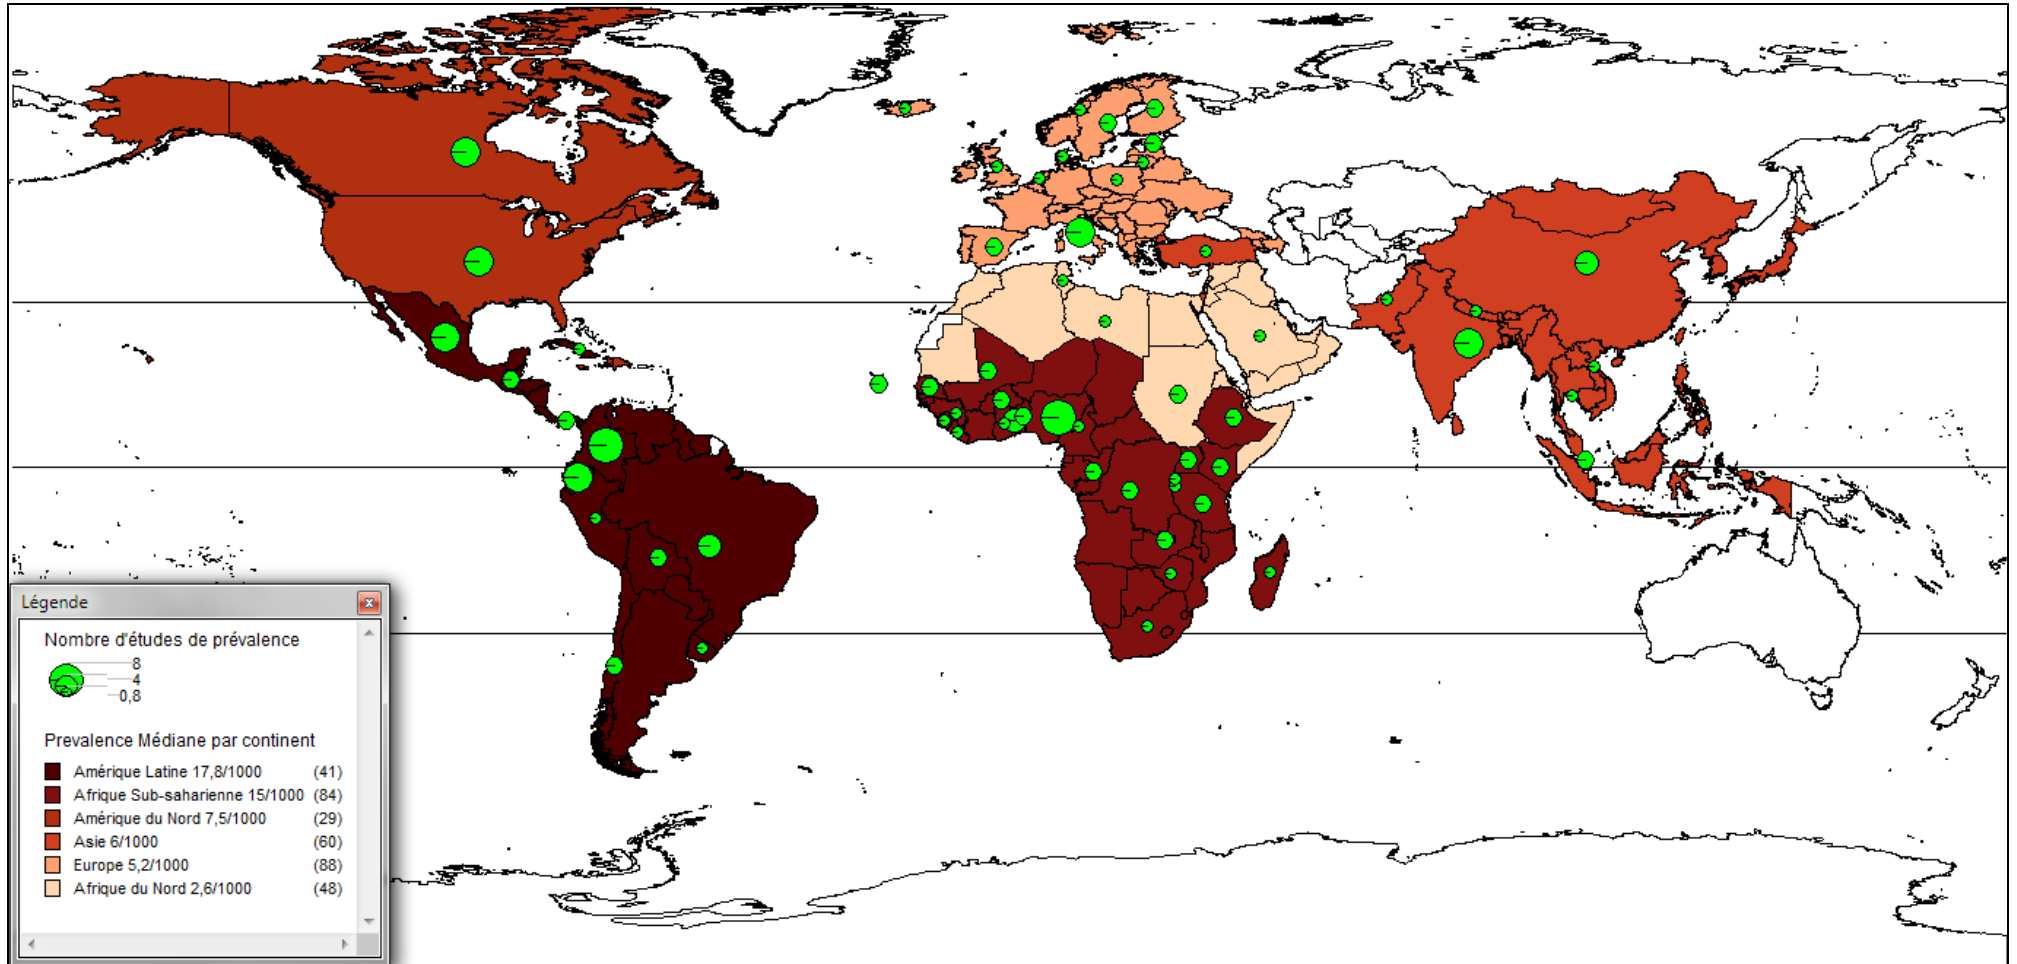 Légende
Nombre d'études de prévalence
8
4
0,8
Prevalence Médiane par continent
Amérique Latine 17,8/1000 (41)
Afrique Sub-saharienne 15/1000 (84)
Amérique du Nord 7,5/1000 (29)
Asie 6/1000 (60)
Europe 5,2/1000 (88)
Afrique du Nord 2,6/1000 (48)